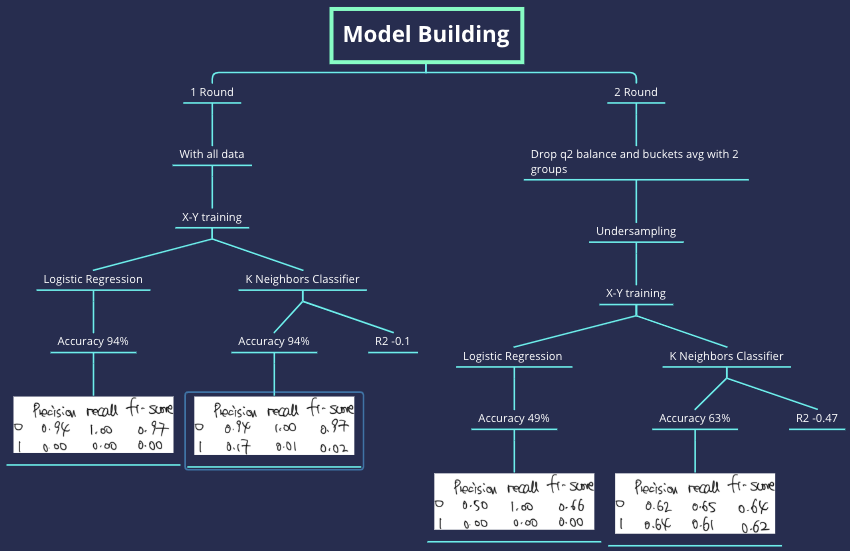 Model Building
1 Round
2 Round
With all data
Drop q2 balance and buckets avg with 2
groups
X-Y training
Undersampling
Logistic Regression
K Neighbors Classifier
X-Y training
Accuracy 94%
Accuracy 94%
R2 -0.1
Logistic Regression
K Neighbors Classifier
Precision recall f1-score
0 0.94 1.00 0.97
1 0.00 0.00 0.00
Precision recall f1-score
0 0.94 1.00 0.97
1 0.17 0.01 0.02
Accuracy 49%
Accuracy 63%
R2 -0.47
Precision recall f1-score
0 0.50 1.00 0.66
1 0.00 0.00 0.00
Precision recall f1-score
0 0.62 0.65 0.64
1 0.64 0.61 0.62